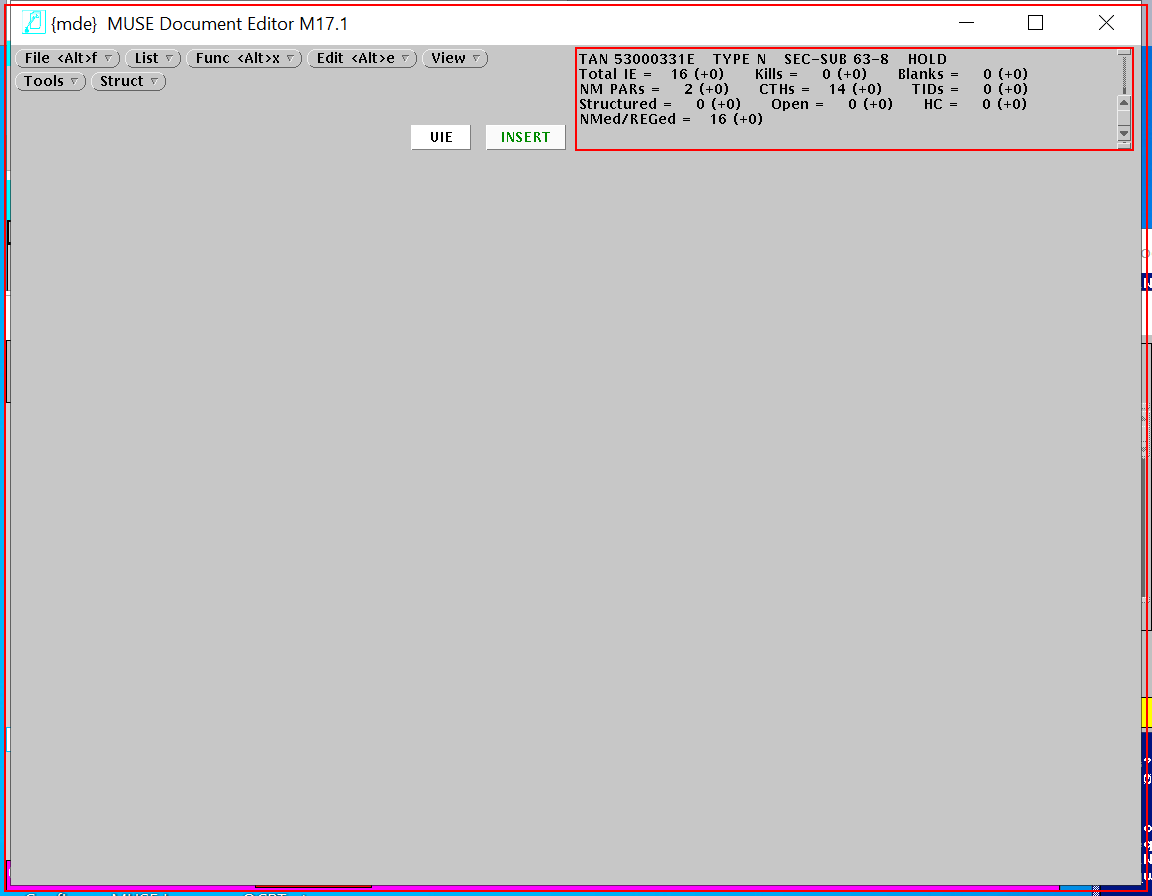 {mde} MUSE Document Editor M17.1
File <Alt>f List Func <Alt>x Edit <Alt>e View
Tools Struct
UIE INSERT
TAN 53000331E TYPE N SEC-SUB 63-8 HOLD
Total IE = 16 (+0) Kills = 0 (+0) Blanks = 0 (+0)
NM PARs = 2 (+0) CTHs = 14 (+0) TIDs = 0 (+0)
Structured = 0 (+0) Open = 0 (+0) HC = 0 (+0)
NMed/REGed = 16 (+0)